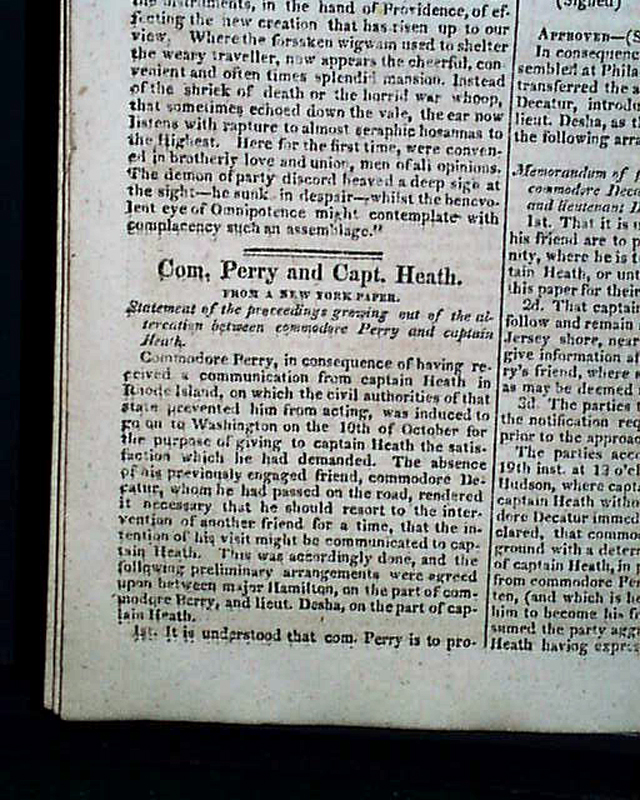 the instruments, in the hand of Providence, of ef-
fecting the new creation that has risen up to our
view. Where the forsaken wigwam used to shelter
the weary traveller, now appears the cheerful, con-
venient and often times splendid mansion. Instead
of the shriek of death or the horrid war whoop,
that sometimes echoed down the vale, the ear now
listens with rapture to almost seraphic hosannas to
the Highest. Here for the first time, were conven-
ed in brotherly love and union, men of all opinions.
The demon of party discord heaved a deep sigh at
the sight—he sunk in despair—whilst the benevo-
lent eye of Omnipotence might contemplate with
complacency such an assemblage."
Com. Perry and Capt. Heath.
FROM A NEW YORK PAPER.
Statement of the proceedings growing out of the al-
tercation between commodore Perry and captain
Heath.
Commodore Perry, in consequence of having re-
ceived a communication from captain Heath in
Rhode Island, on which the civil authorities of that
state prevented him from acting, was induced to
go on to Washington on the 10th of October for
the purpose of giving to captain Heath the satis-
faction which he had demanded. The absence
of his previously engaged friend, commodore De-
catur, whom he had passed on the road, rendered
it necessary that he should resort to the inter-
vention of another friend for a time, that the in-
tention of his visit might be communicated to cap-
tain Heath. This was accordingly done, and the
following preliminary arrangements were agreed
upon between major Hamilton, on the part of com-
modore Perry, and lieut. Desha, on the part of cap-
tain Heath.
1st. It is understood that com. Perry is to pro-
(Signed)
APPROVED—(S
In consequenc
sembled at Phila
transferred the a
Decatur, introdu
lieut. Desha, as t
the following arra
Memorandum of
commodore Deca
and lieutenant D
1st. That it is u
his friend are to p
nity, where he is t
tain Heath, or unt
this paper for their
2d. That captain
follow and remain
Jersey shore, near
give information a
ry's friend, where
as may be deemed
3d. The parties
the notification req
prior to the approac
The parties acc
19th inst. at 12 o'cl
Hudson, where capt
captain Heath witho
dore Decatur immed
clared, that commo
ground with a deter
of captain Heath, in
from commodore Pe
ten, (and which is he
him to become his fr
sumed the party agg
Heath having expres